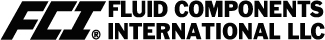 FCI® FLUID COMPONENTS
INTERNATIONAL LLC